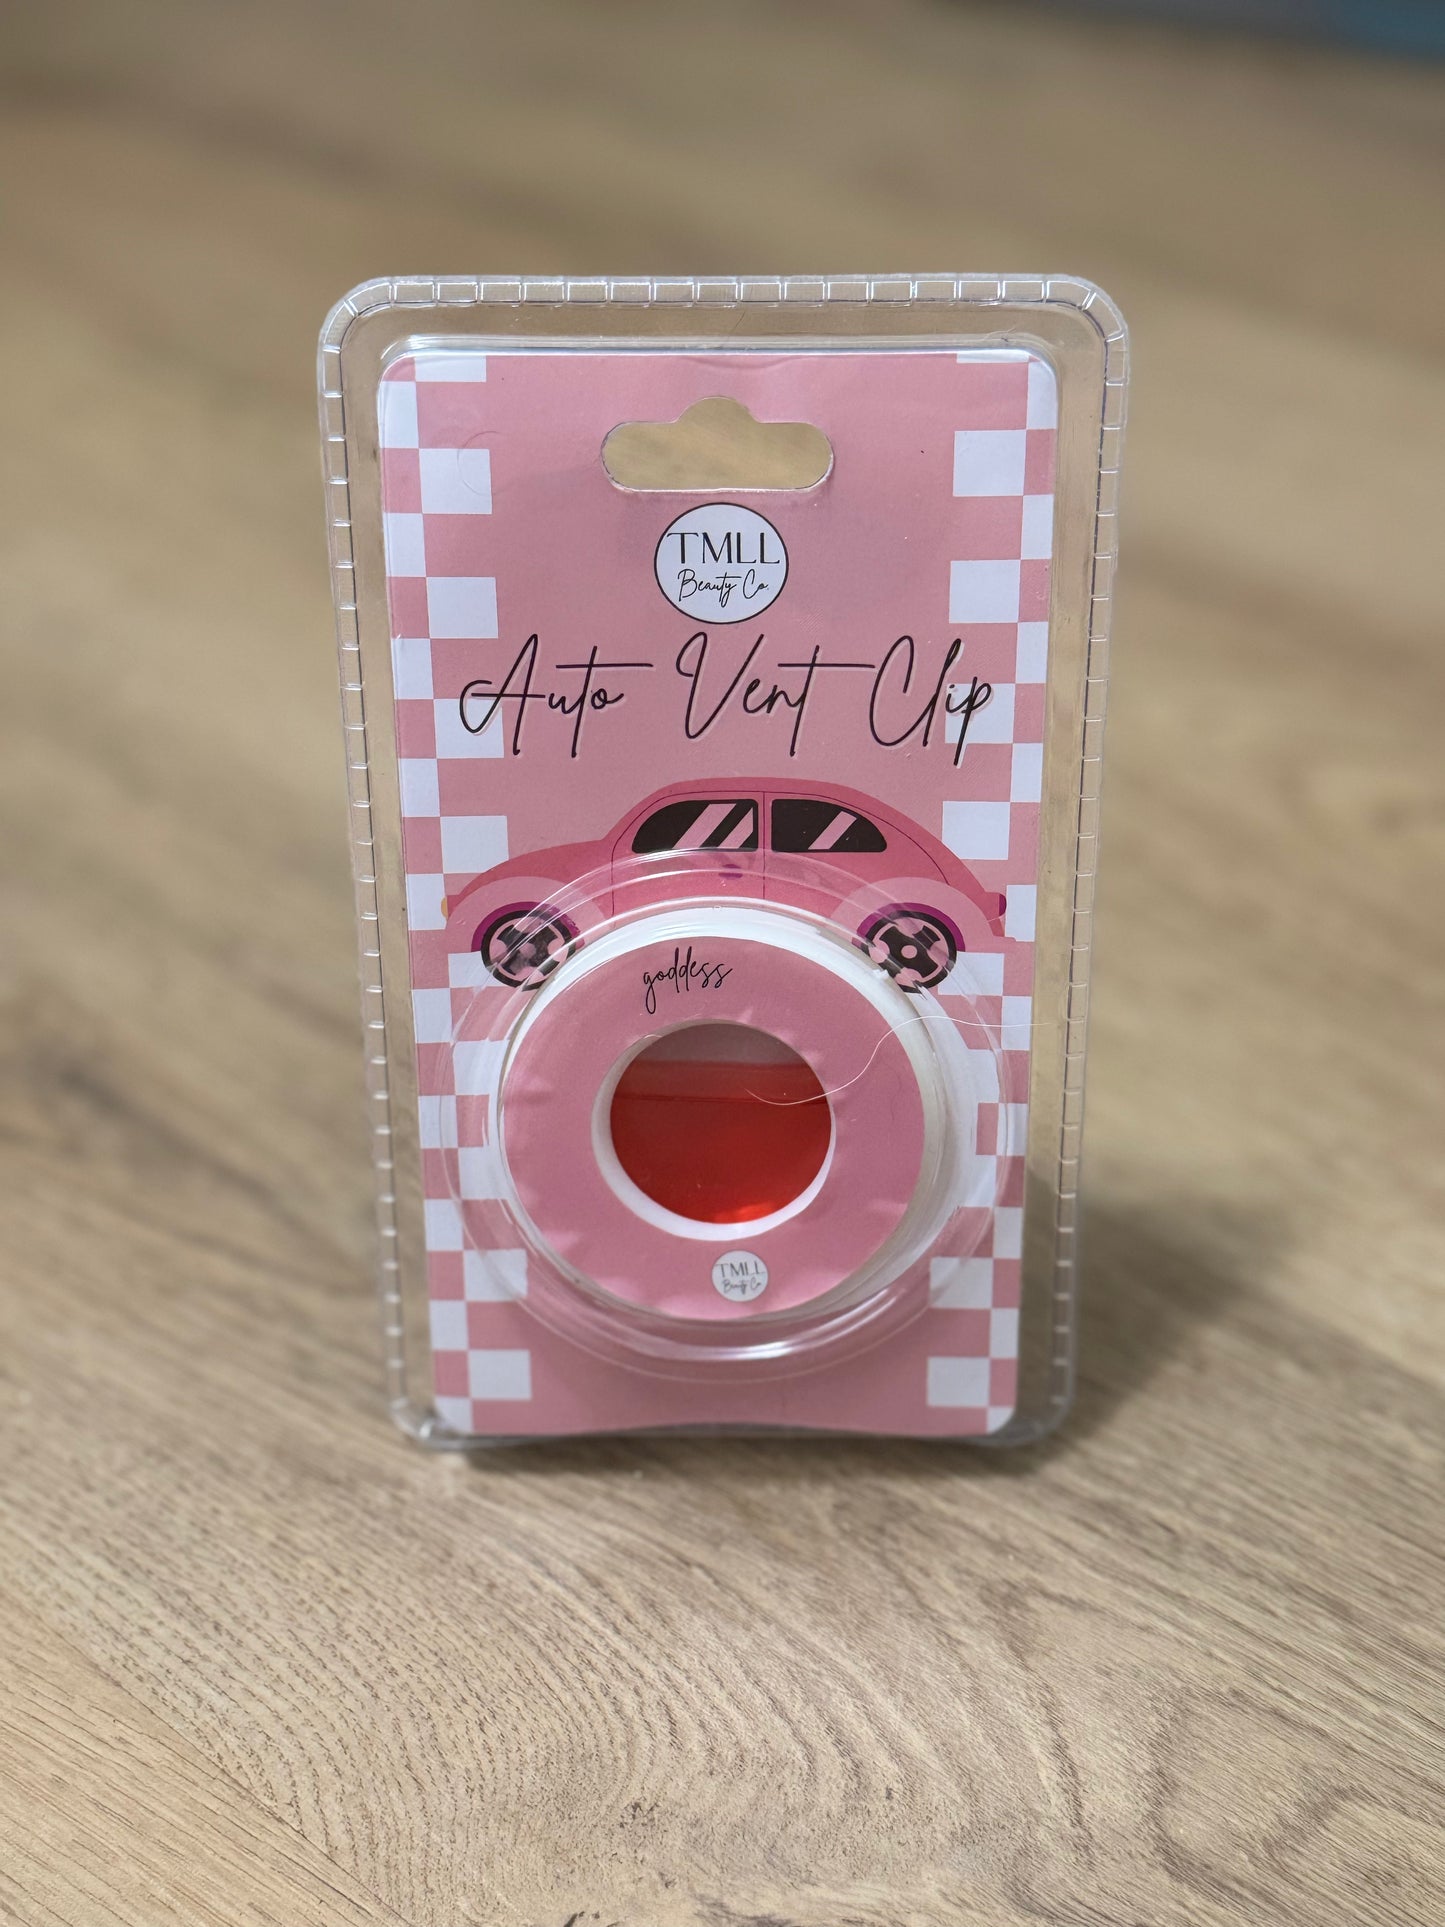 TMLL
Beauty Co.
Auto Vent Clip
goddess
TMLL
Beauty Co.